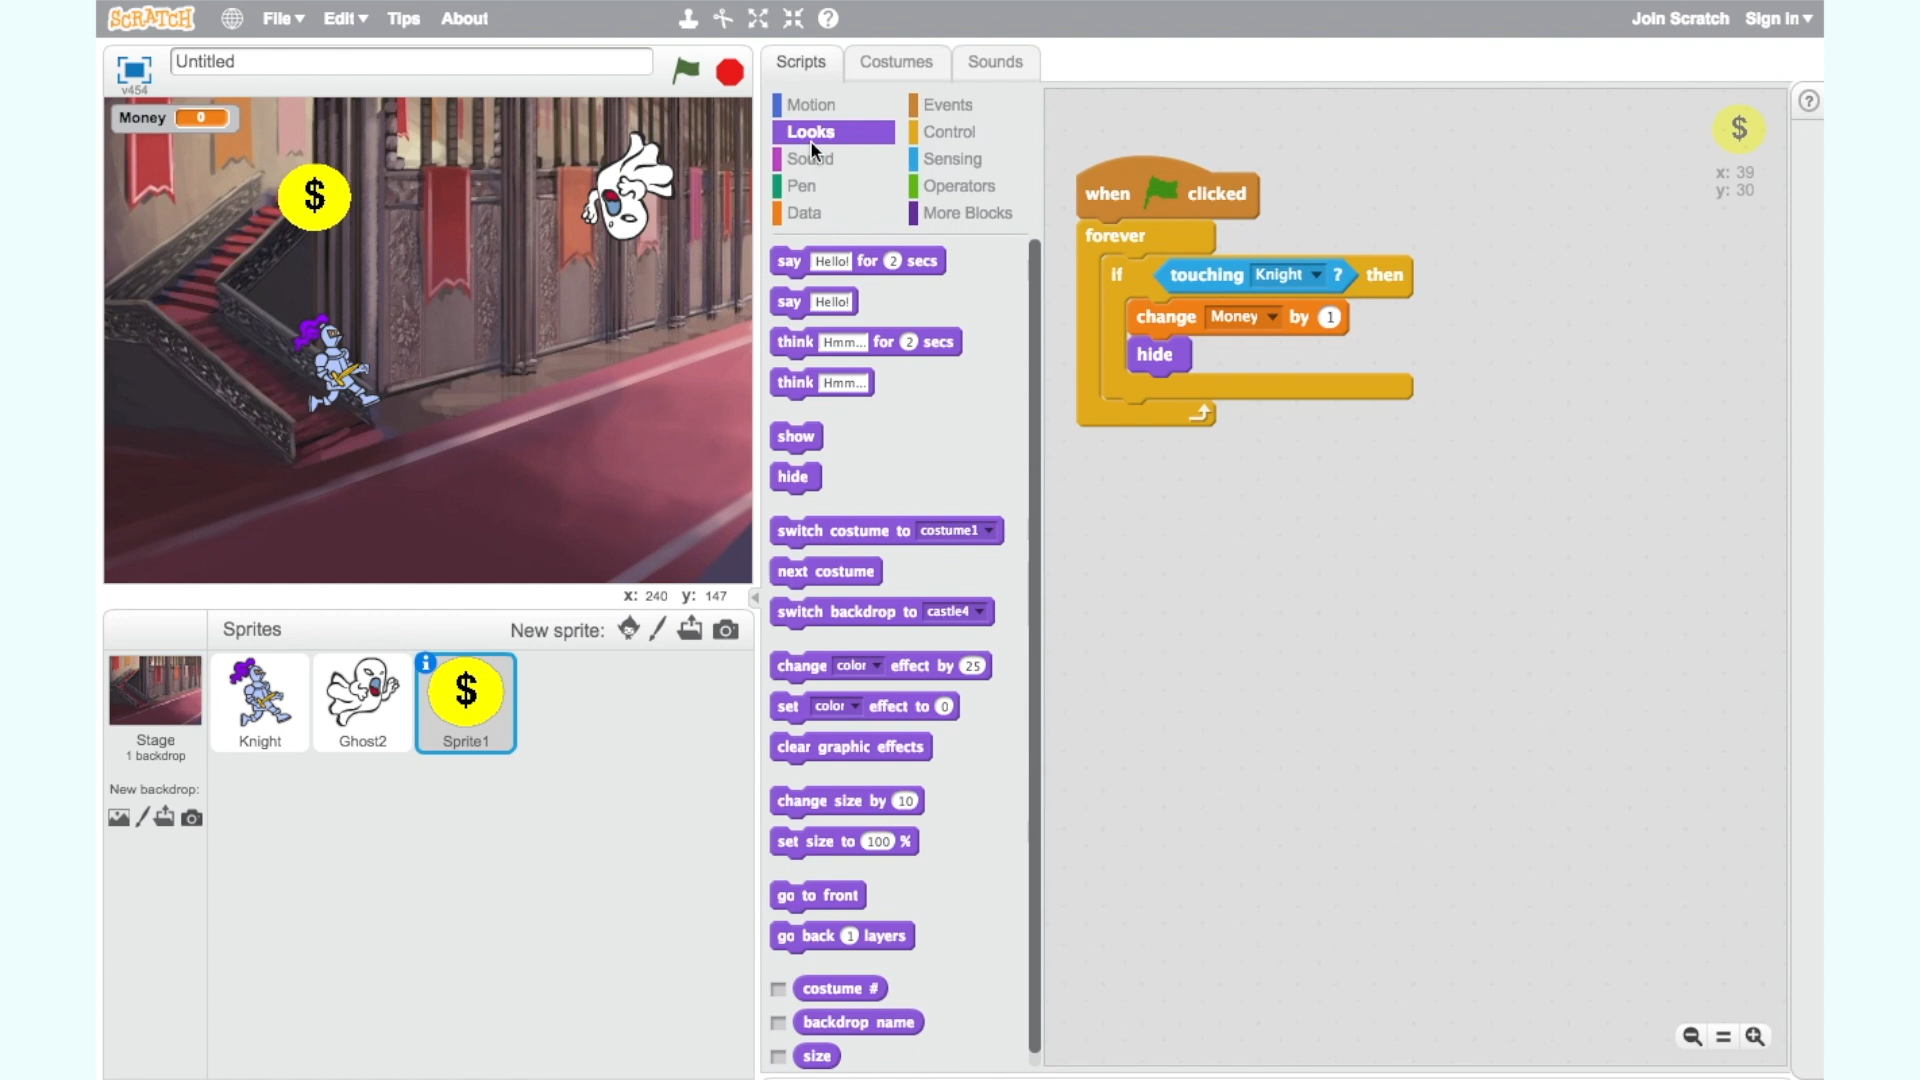 SCRATCH File Edit Tips About Join Scratch Sign in
v454
Untitled
Money 0
$
x: 240 y: 147
Sprites New sprite:
Stage
1 backdrop
New backdrop:
Knight
Ghost2
$
Sprite1
Scripts Costumes Sounds
Motion Events
Looks Control
Sound Sensing
Pen Operators
Data More Blocks
say Hello! for 2 secs
say Hello!
think Hmm... for 2 secs
think Hmm...
show
hide
switch costume to costume1
next costume
switch backdrop to castle4
change color effect by 25
set color effect to 0
clear graphic effects
change size by 10
set size to 100 %
go to front
go back 1 layers
costume #
backdrop name
size
when clicked
forever
if touching Knight ? then
change Money by 1
hide
$
x: 39
y: 30